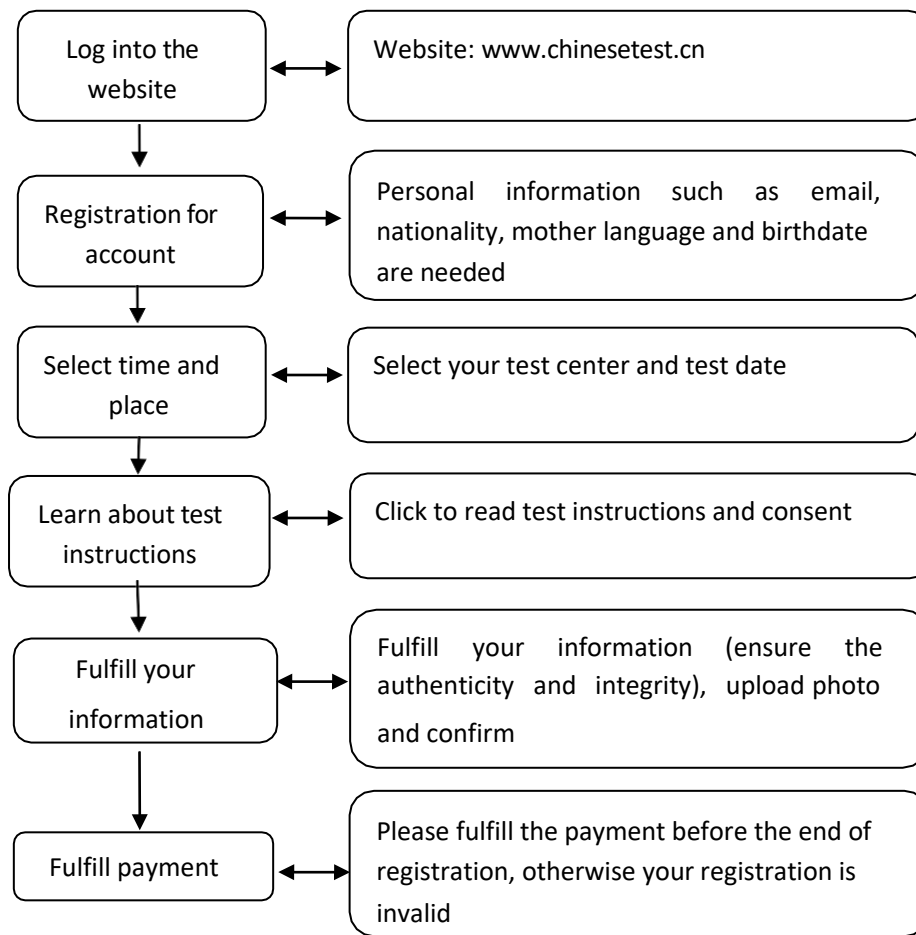 Log into the
website
Website: www.chinesetest.cn
Registration for
account
Personal information such as email,
nationality, mother language and birthdate
are needed
Select time and
place
Select your test center and test date
Learn about test
instructions
Click to read test instructions and consent
Fulfill your
information
Fulfill your information (ensure the
authenticity and integrity), upload photo
and confirm
Fulfill payment
Please fulfill the payment before the end of
registration, otherwise your registration is
invalid